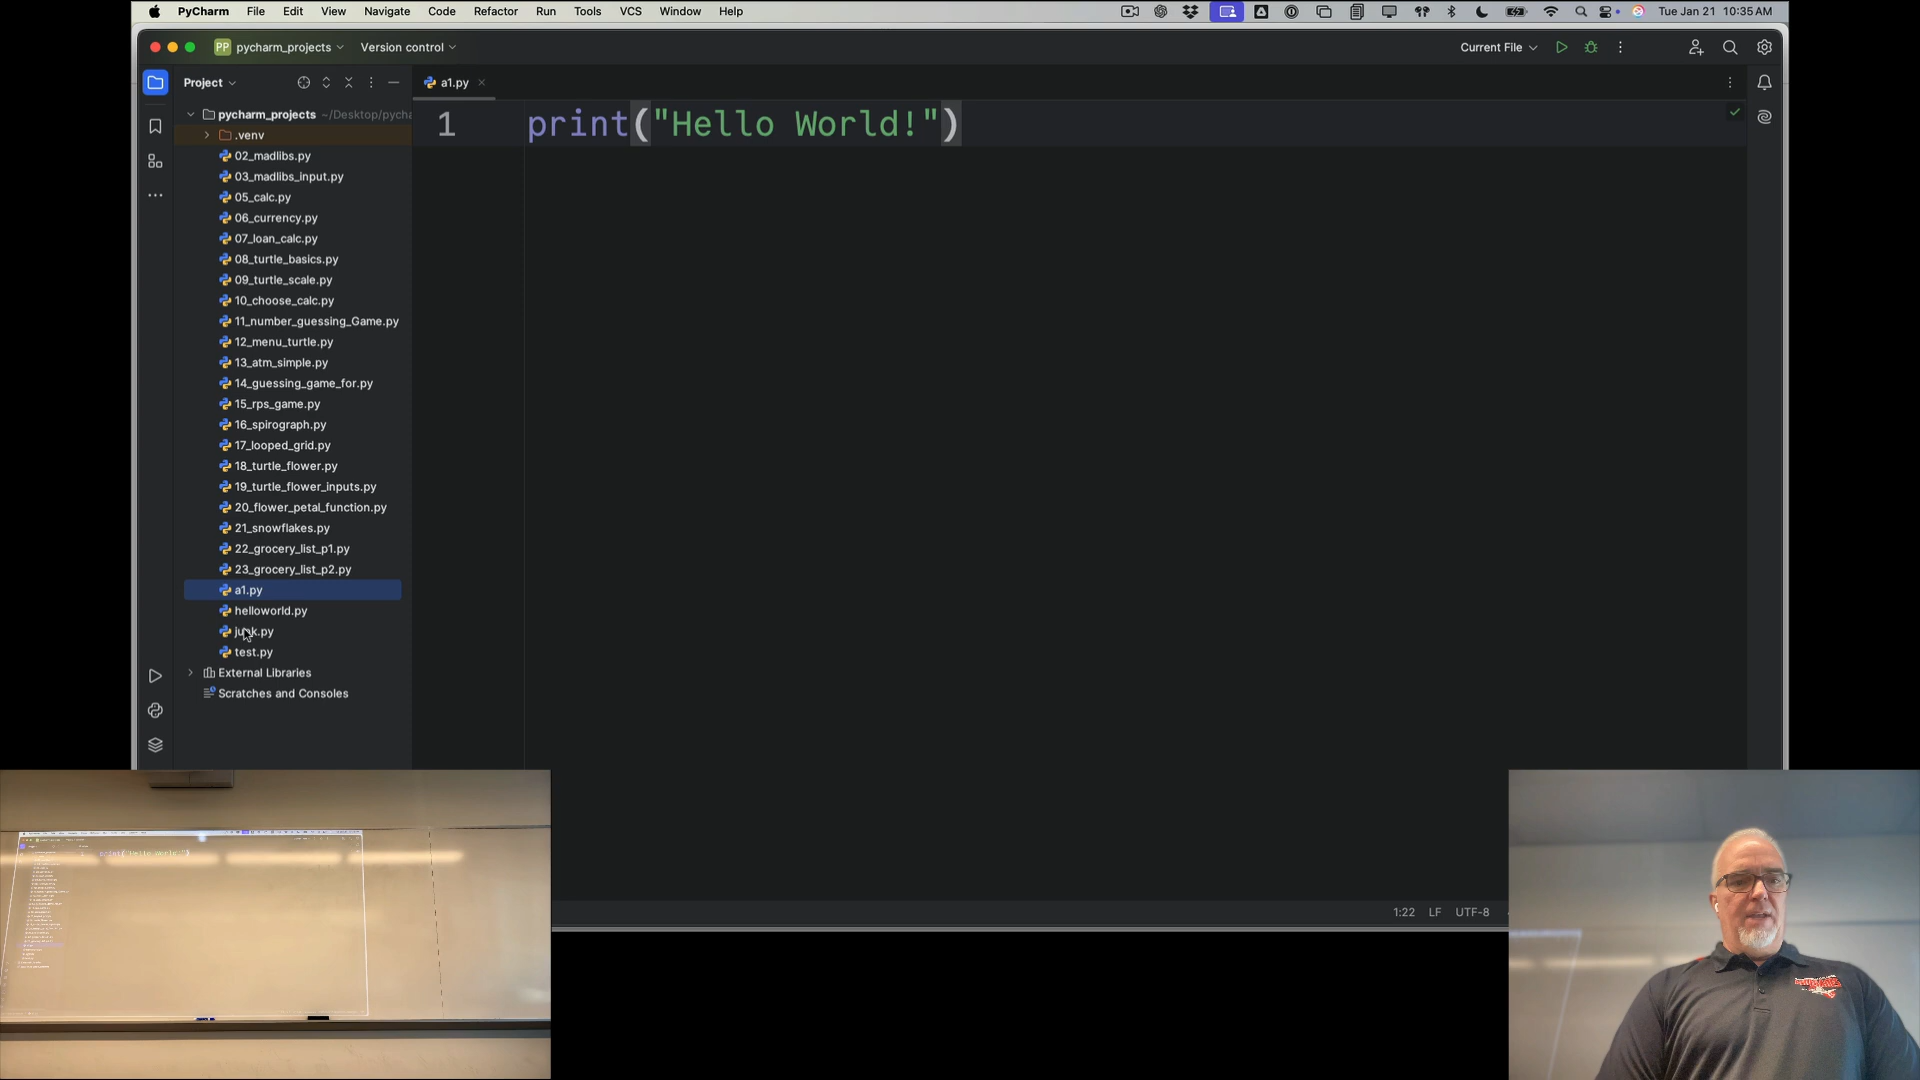 PyCharm File Edit View Navigate Code Refactor Run Tools VCS Window Help Tue Jan 21 10:35 AM
PP pycharm_projects Version control Current File
Project a1.py
pycharm_projects ~/Desktop/pycha
1 print("Hello World!")
.venv
02_madlibs.py
03_madlibs_input.py
05_calc.py
06_currency.py
07_loan_calc.py
08_turtle_basics.py
09_turtle_scale.py
10_choose_calc.py
11_number_guessing_Game.py
12_menu_turtle.py
13_atm_simple.py
14_guessing_game_for.py
15_rps_game.py
16_spirograph.py
17_looped_grid.py
18_turtle_flower.py
19_turtle_flower_inputs.py
20_flower_petal_function.py
21_snowflakes.py
22_grocery_list_p1.py
23_grocery_list_p2.py
a1.py
helloworld.py
junk.py
test.py
External Libraries
Scratches and Consoles
print("Hello World!")
1:22 LF UTF-8